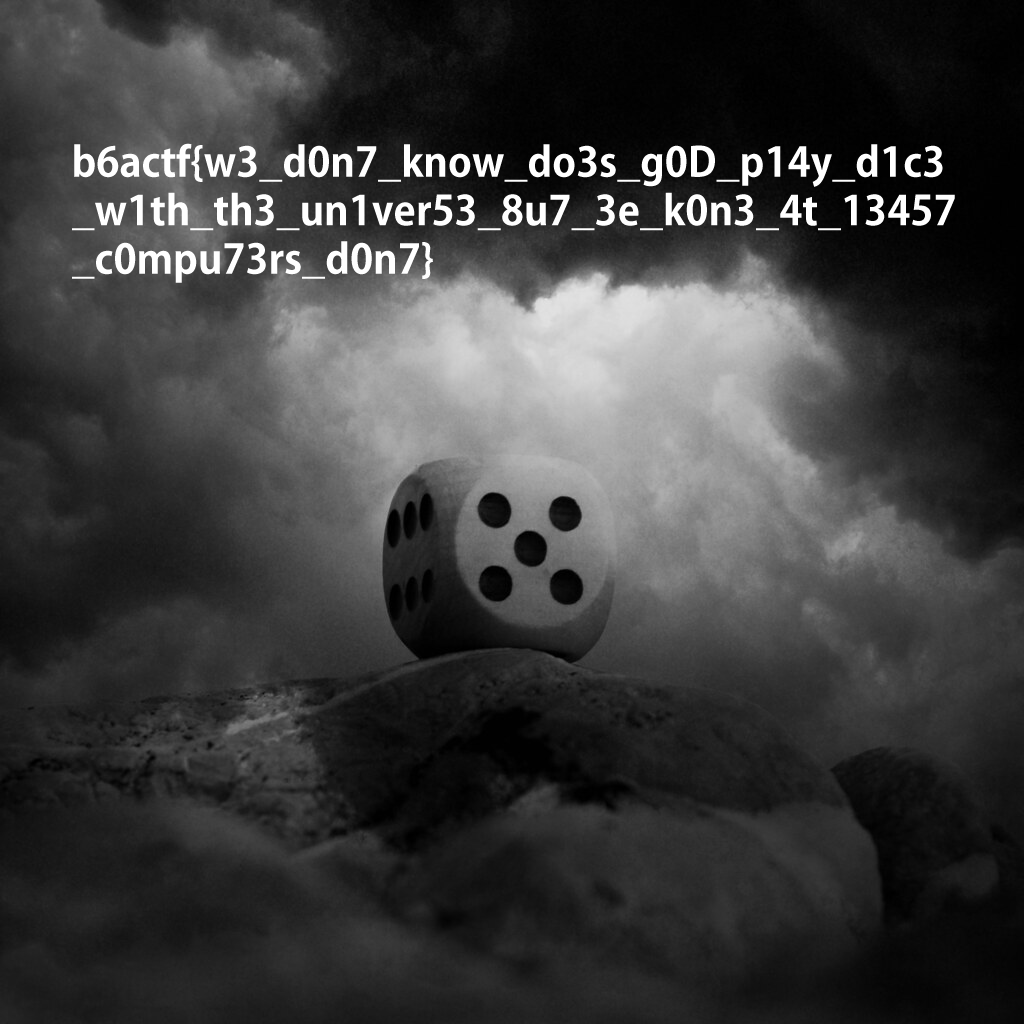 b6actf{w3_d0n7_know_do3s_g0D_p14y_d1c3
_w1th_th3_un1ver53_8u7_3e_k0n3_4t_13457
_c0mpu73rs_d0n7}